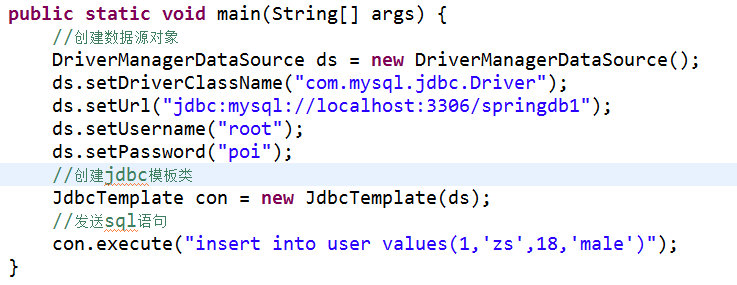 public static void main(String[] args) {
//创建数据源对象
DriverManagerDataSource ds = new DriverManagerDataSource();
ds.setDriverClassName("com.mysql.jdbc.Driver");
ds.setUrl("jdbc:mysql://localhost:3306/springdb1");
ds.setUsername("root");
ds.setPassword("poi");
//创建jdbc模板类
JdbcTemplate con = new JdbcTemplate(ds);
//发送sql语句
con.execute("insert into user values(1,'zs',18,'male')");
}